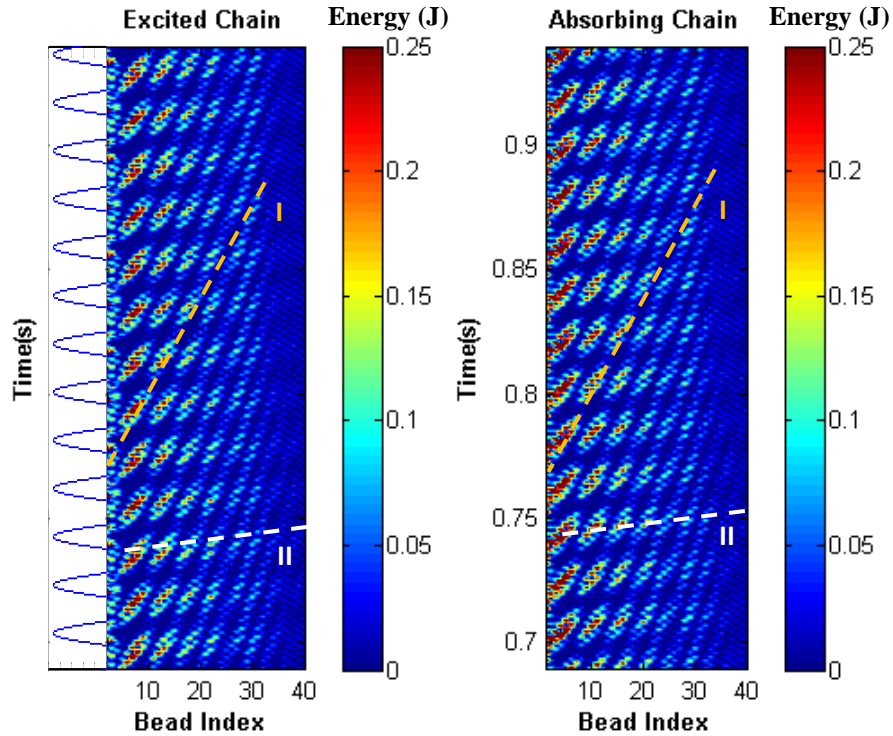 Excited Chain
Energy (J)
Absorbing Chain
Energy (J)
0.25
0.2
0.15
0.1
0.05
0
0.25
0.2
0.15
0.1
0.05
0
Time(s)
Time(s)
0.9
0.85
0.8
0.75
0.7
I
II
I
II
10 20 30 40
Bead Index
10 20 30 40
Bead Index